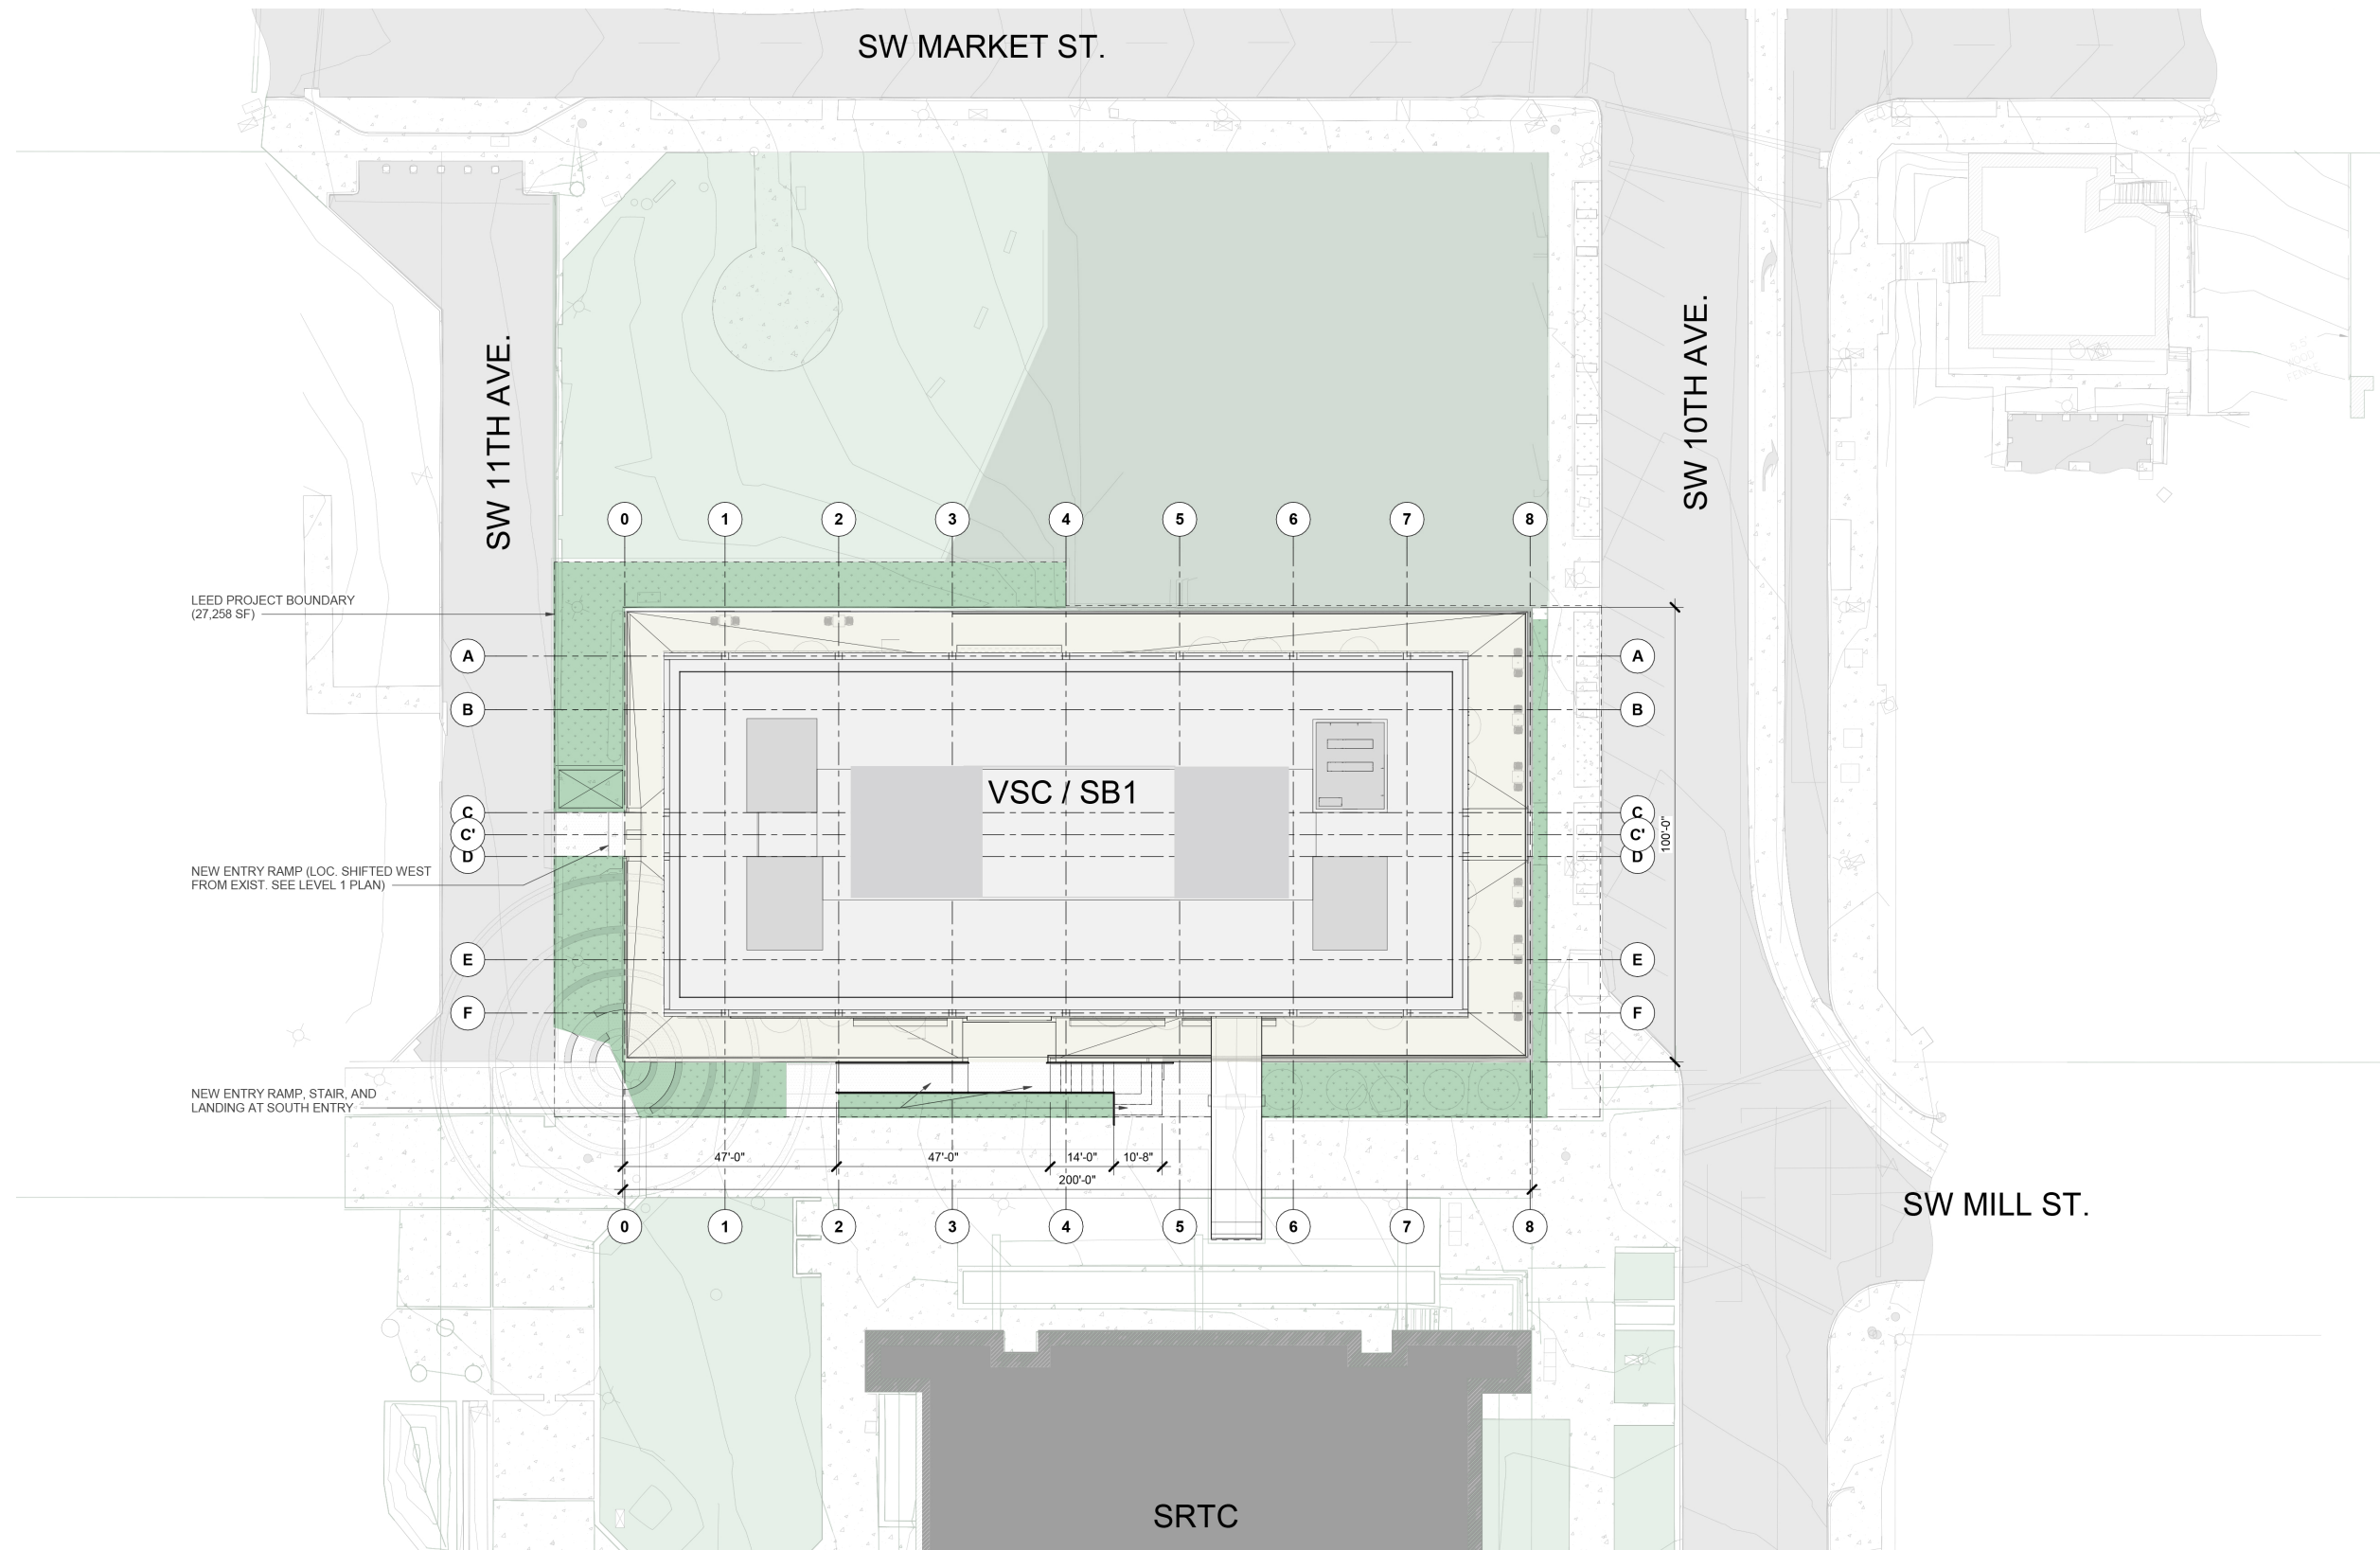 SW MARKET ST.
SW 11TH AVE.
SW 10TH AVE.
0 1 2 3 4 5 6 7 8
LEED PROJECT BOUNDARY
(27,258 SF)
A A
B B
VSC / SB1
C C
C' C'
D D
100'-0"
NEW ENTRY RAMP (LOC. SHIFTED WEST
FROM EXIST. SEE LEVEL 1 PLAN)
E E
F F
NEW ENTRY RAMP, STAIR, AND
LANDING AT SOUTH ENTRY
47'-0" 47'-0" 14'-0" 10'-8"
200'-0"
SW MILL ST.
0 1 2 3 4 5 6 7 8
SRTC